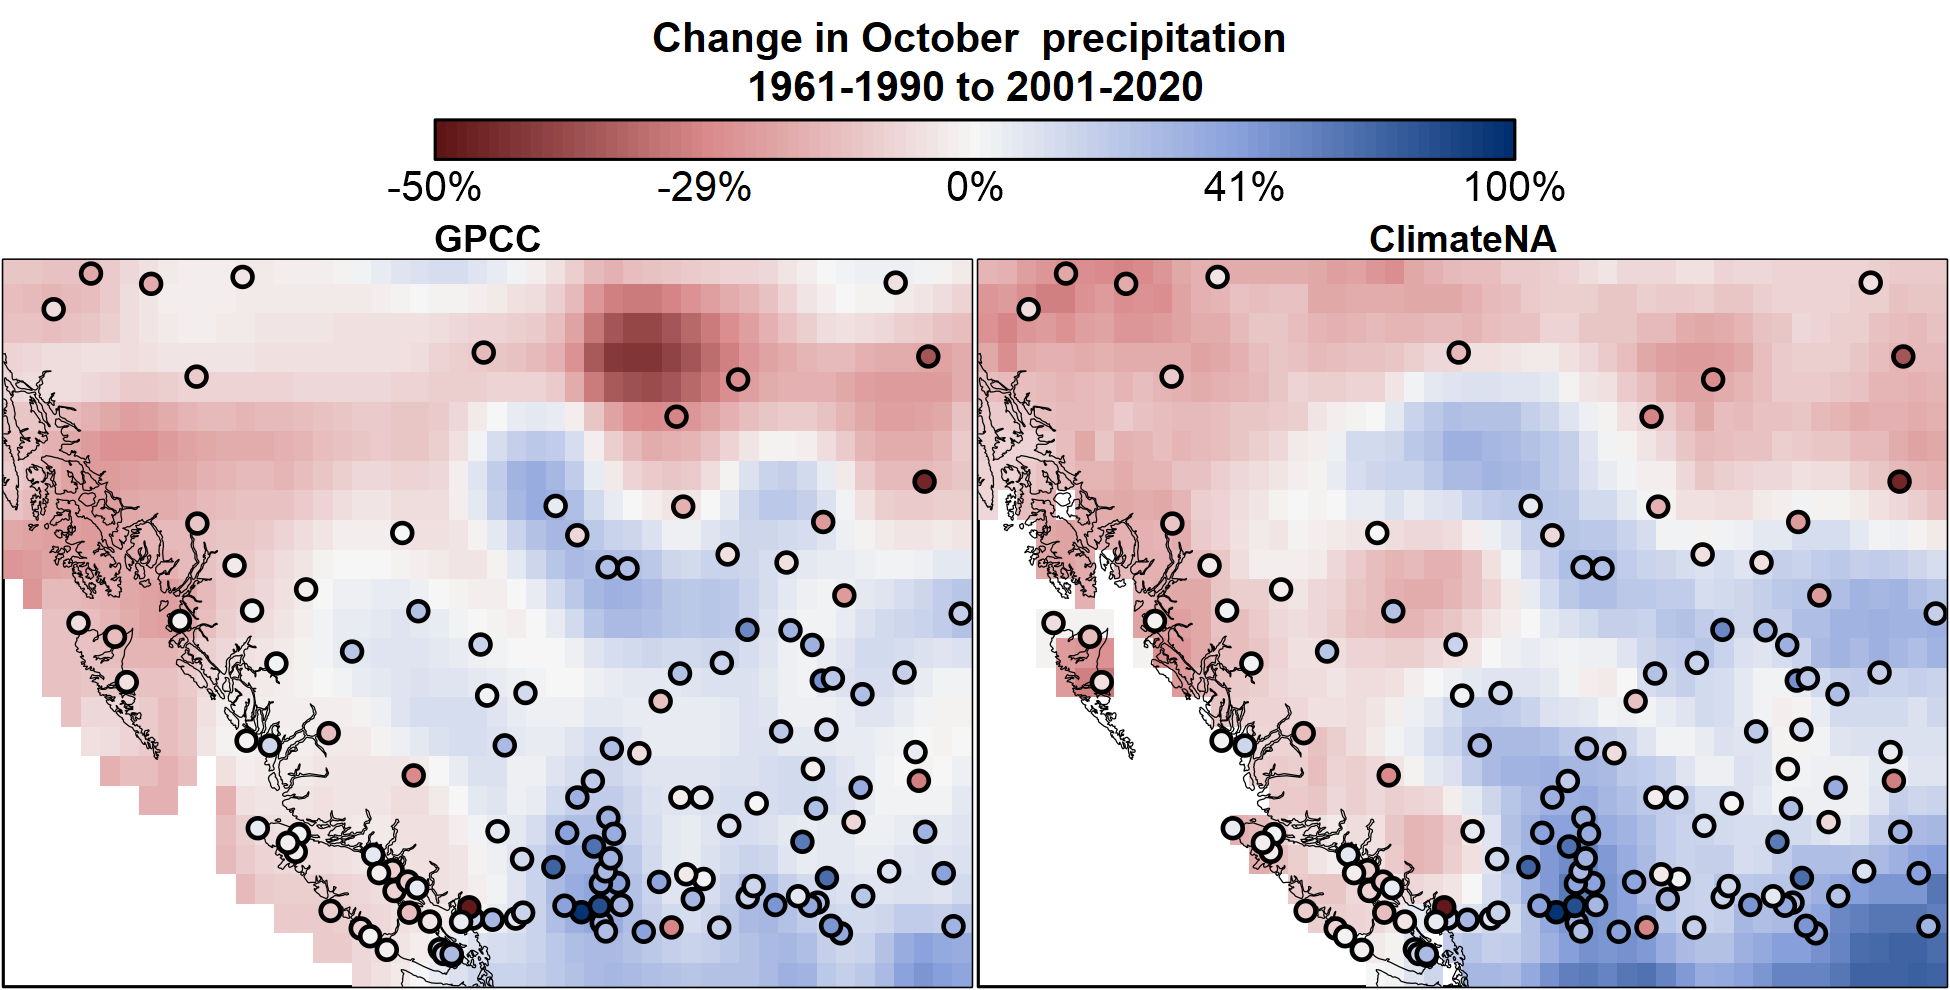 Change in October precipitation
1961-1990 to 2001-2020
-50% -29% 0% 41% 100%
GPCC ClimateNA